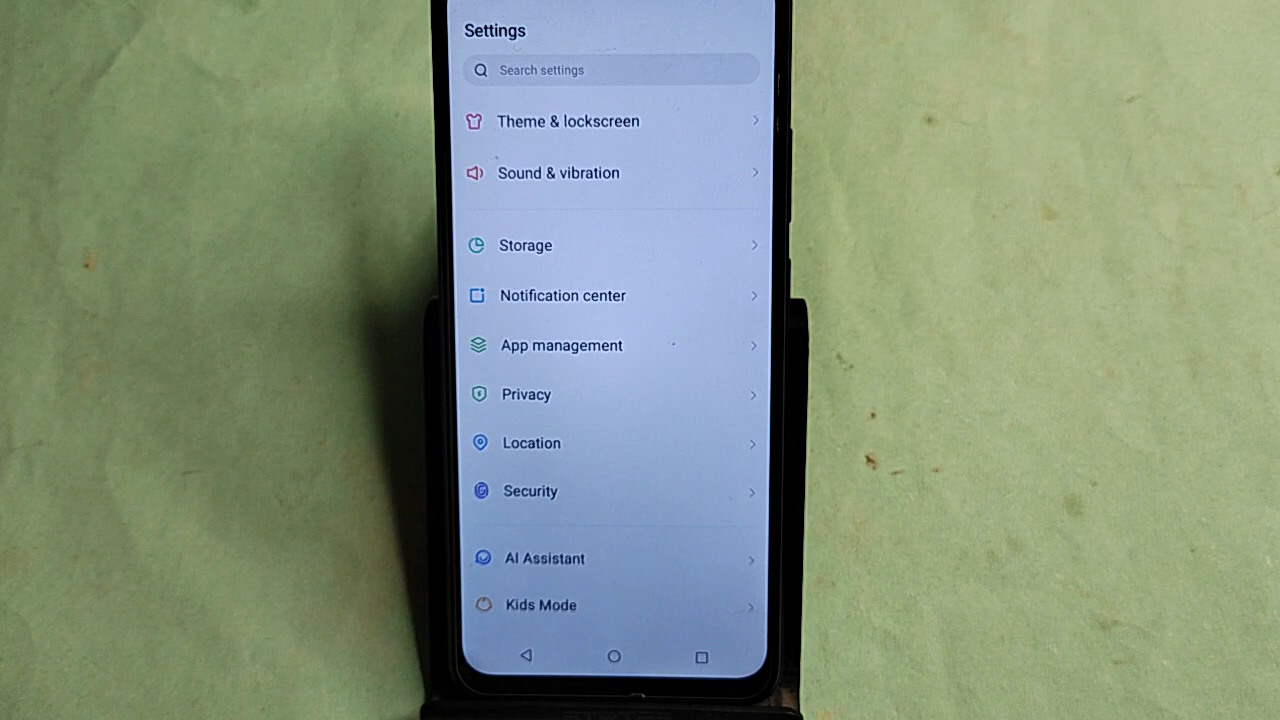 Settings
Search settings
Theme & lockscreen
Sound & vibration
Storage
Notification center
App management
Privacy
Location
Security
AI Assistant
Kids Mode